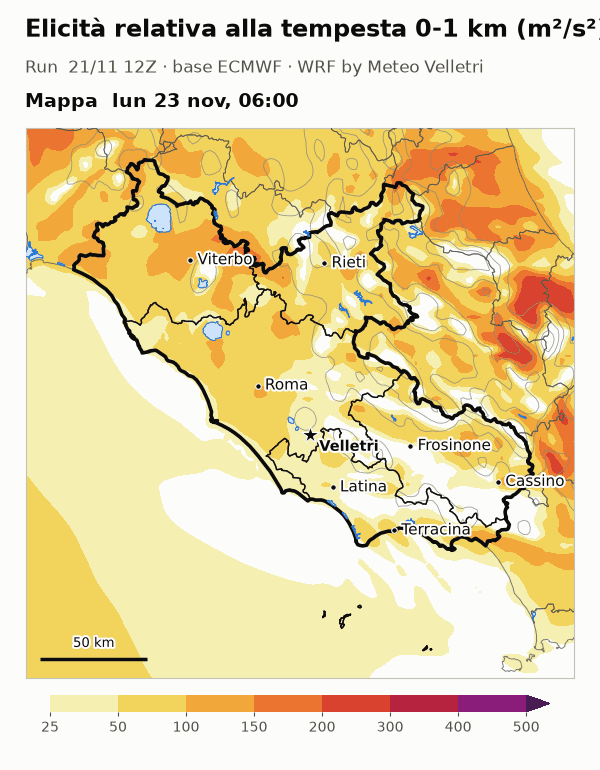 Elicità relativa alla tempesta 0-1 km (m²/s²)
Run  21/11 12Z · base ECMWF · WRF by Meteo Velletri
Mappa  lun 23 nov, 06:00
Viterbo
Rieti
Roma
Velletri
Frosinone
Latina
Cassino
Terracina
50 km
25 50 100 150 200 300 400 500